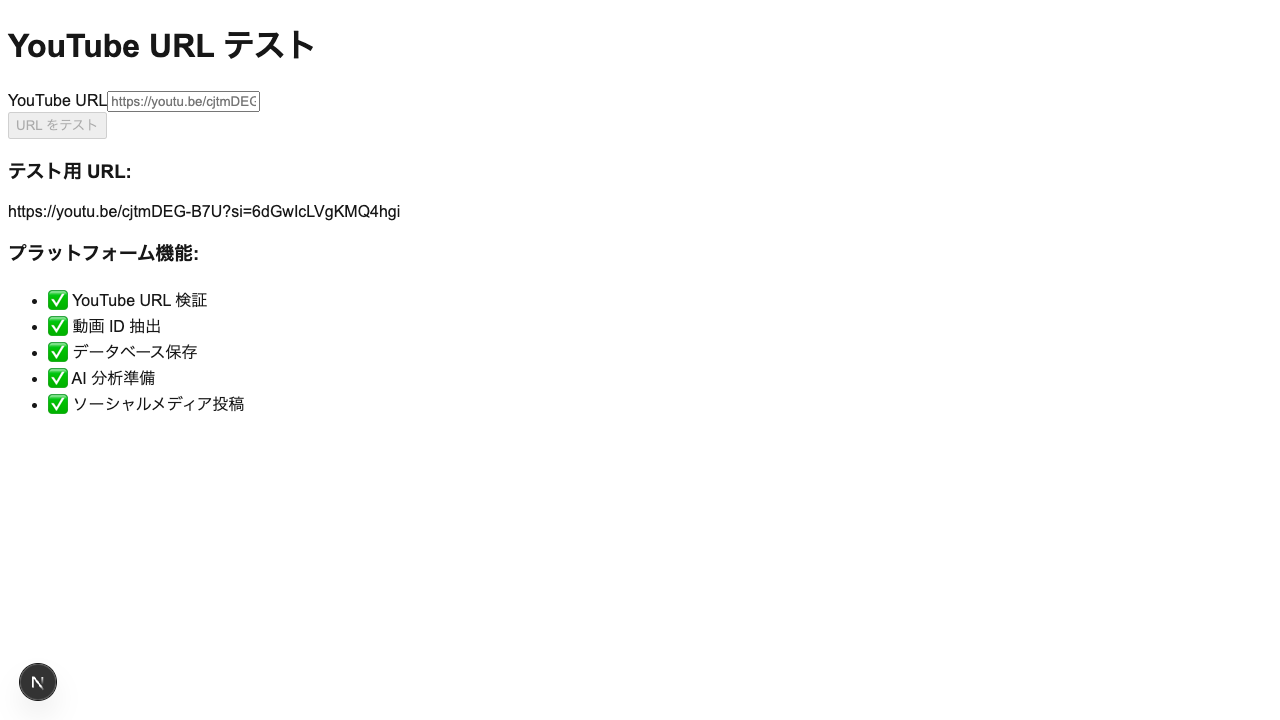 YouTube URL テスト
YouTube URL https://youtu.be/cjtmDEG
URL をテスト
テスト用 URL:
https://youtu.be/cjtmDEG-B7U?si=6dGwIcLVgKMQ4hgi
プラットフォーム機能:
✅ YouTube URL 検証
✅ 動画 ID 抽出
✅ データベース保存
✅ AI 分析準備
✅ ソーシャルメディア投稿
N